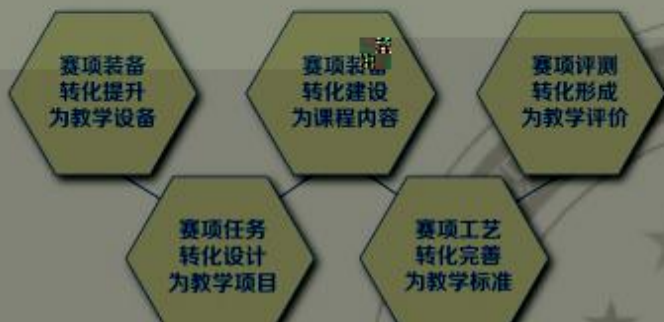 赛项装备
转化提升
为教学设备
赛项装备
转化建设
为课程内容
赛项评测
转化形成
为教学评价
赛项任务
转化设计
为教学项目
赛项工艺
转化完善
为教学标准